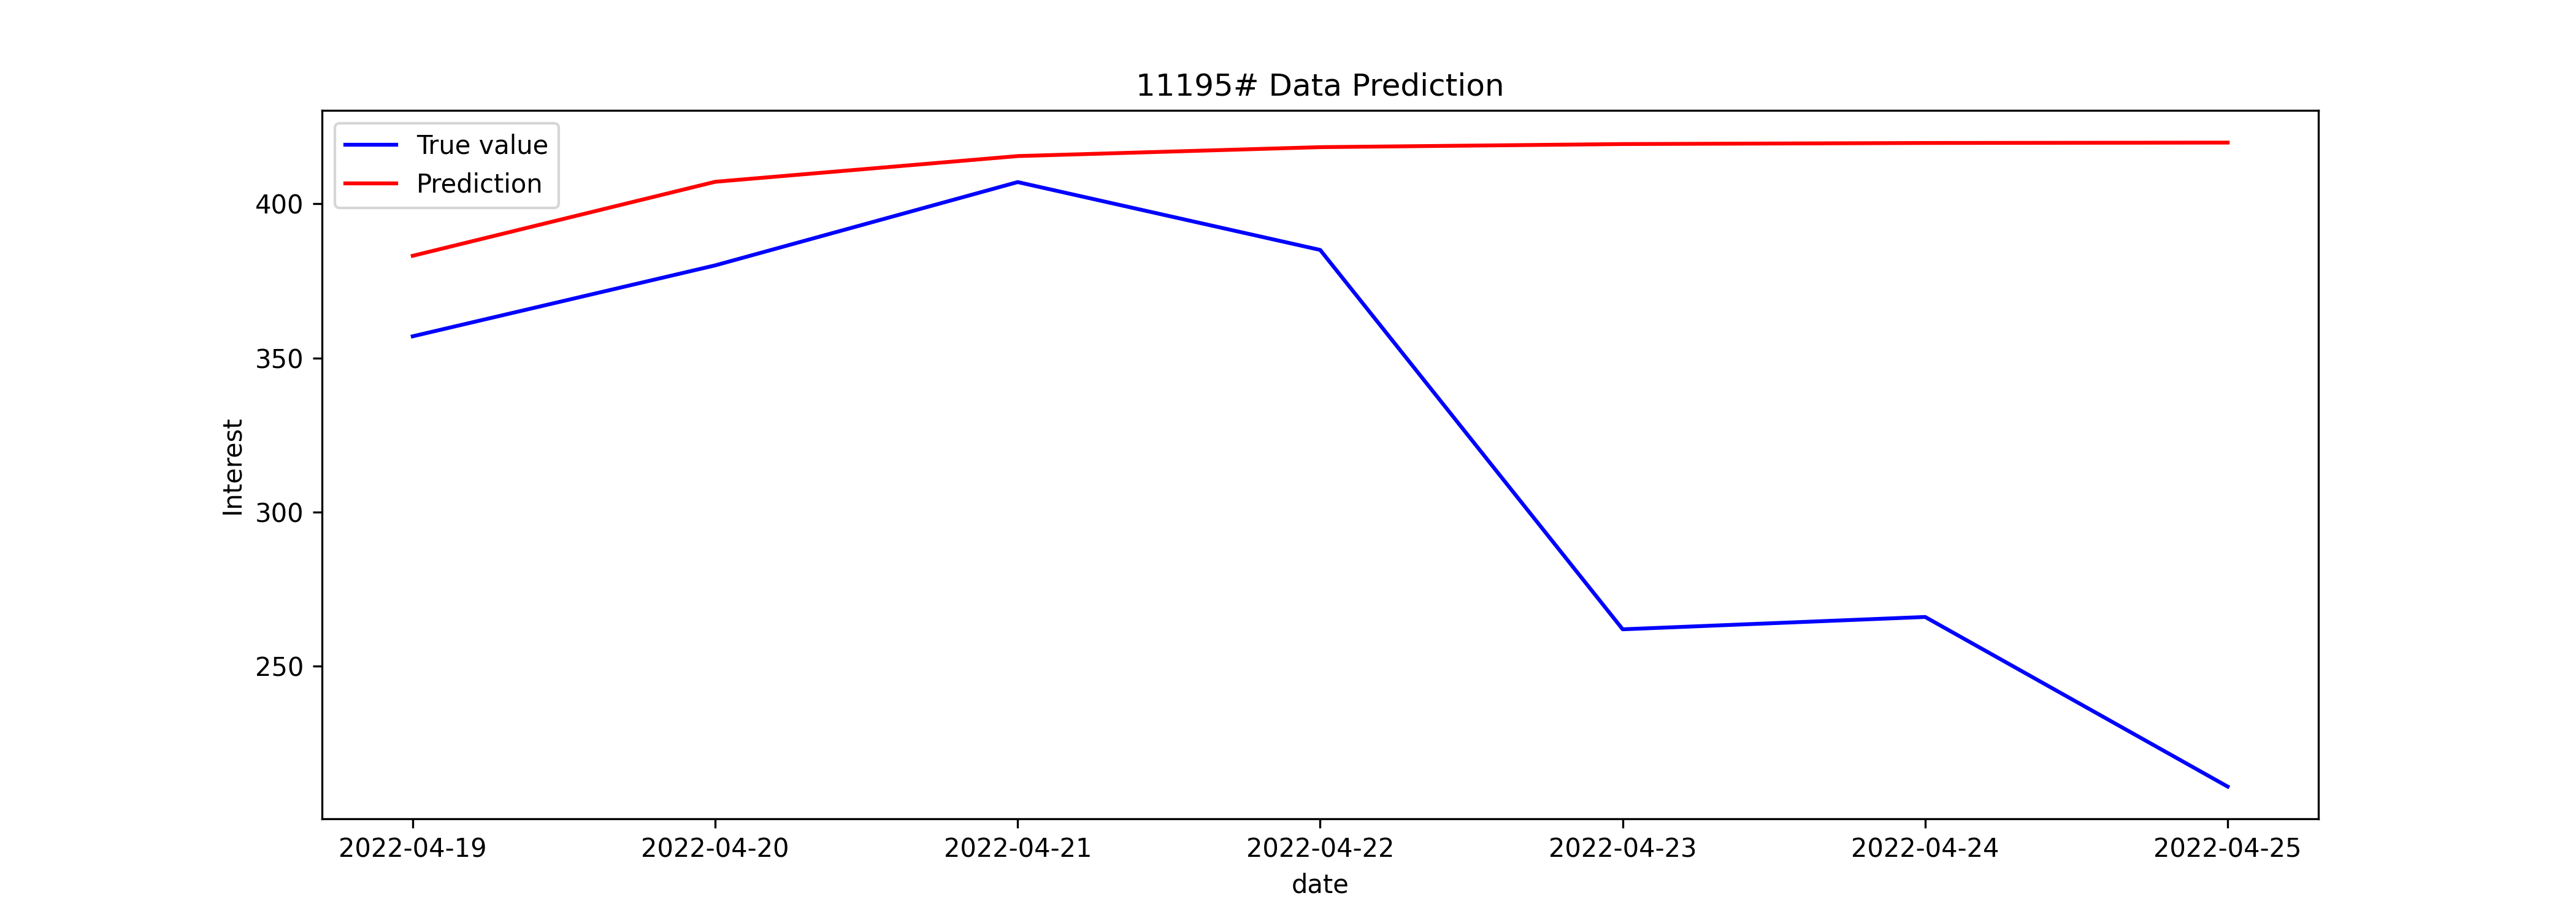 11195# Data Prediction
True value
Prediction
400
350
300
250
Interest
2022-04-19
2022-04-20
2022-04-21
2022-04-22
2022-04-23
2022-04-24
2022-04-25
date